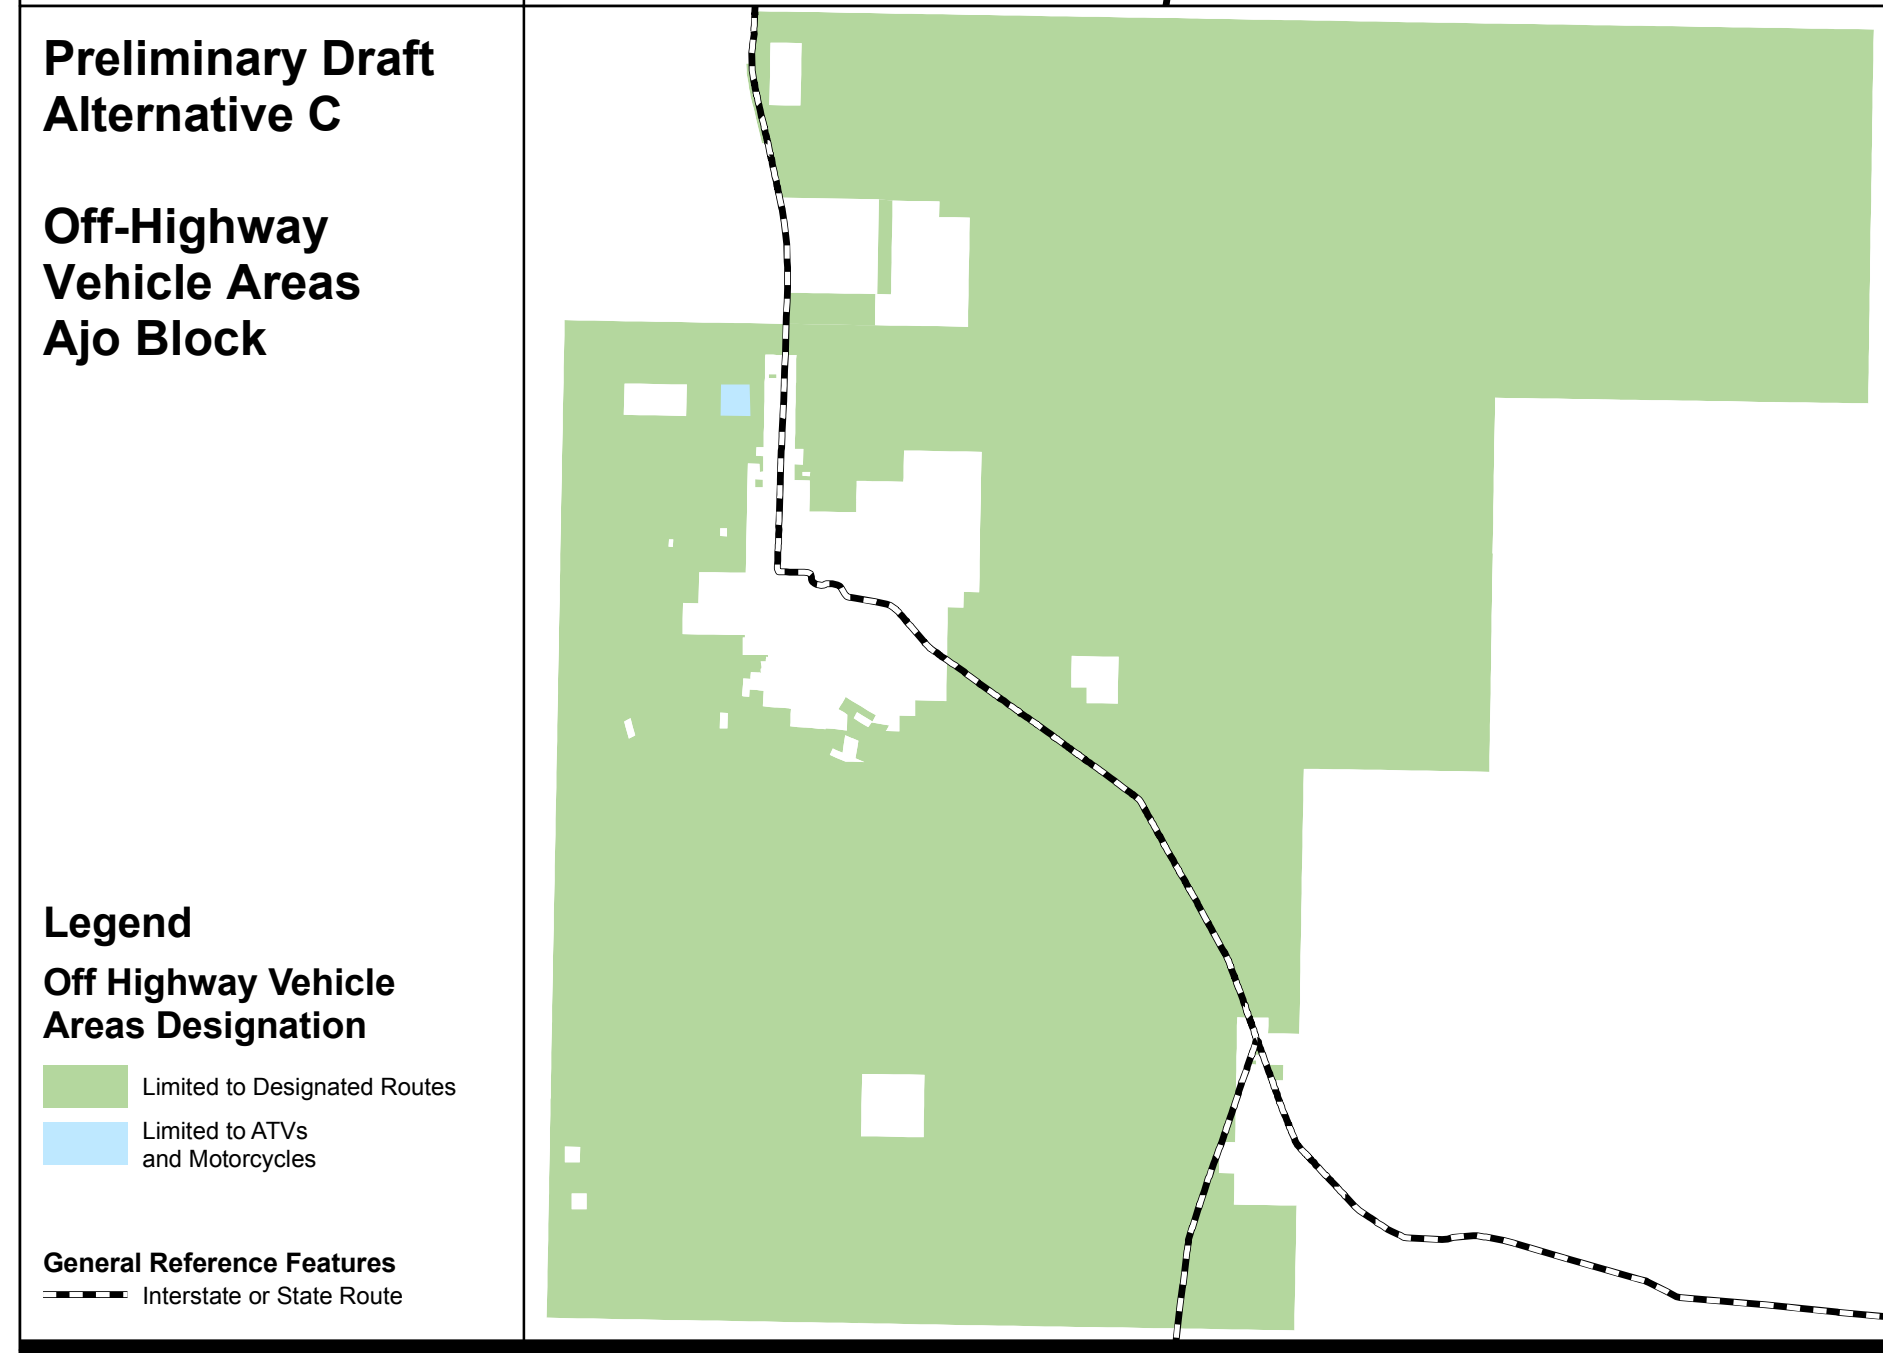 Preliminary Draft
Alternative C
Off-Highway
Vehicle Areas
Ajo Block
Legend
Off Highway Vehicle
Areas Designation
Limited to Designated Routes
Limited to ATVs
and Motorcycles
General Reference Features
Interstate or State Route